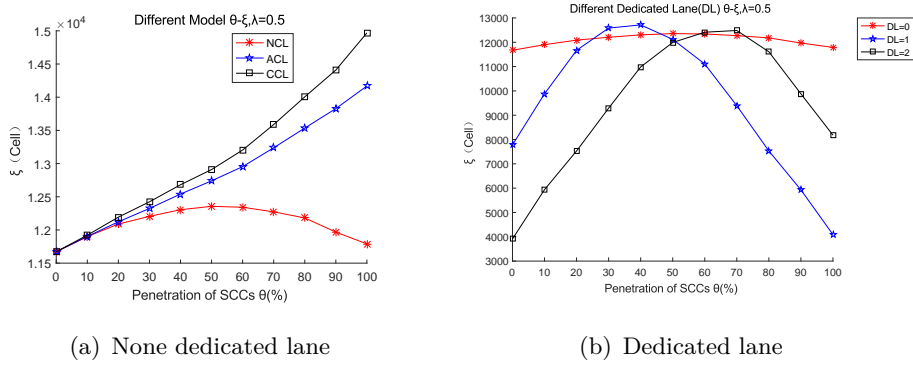 Different Model θ-ξ,λ=0.5
×10⁴
1.5
1.45
1.4
1.35
1.3
1.25
1.2
1.15
ξ（Cell）
NCL
ACL
CCL
0 10 20 30 40 50 60 70 80 90 100
Penetration of SCCs θ(%)
(a) None dedicated lane
Different Dedicated Lane(DL) θ-ξ,λ=0.5
13000
12000
11000
10000
9000
8000
7000
6000
5000
4000
3000
ξ（Cell）
DL=0
DL=1
DL=2
0 10 20 30 40 50 60 70 80 90 100
Penetration of SCCs θ(%)
(b) Dedicated lane